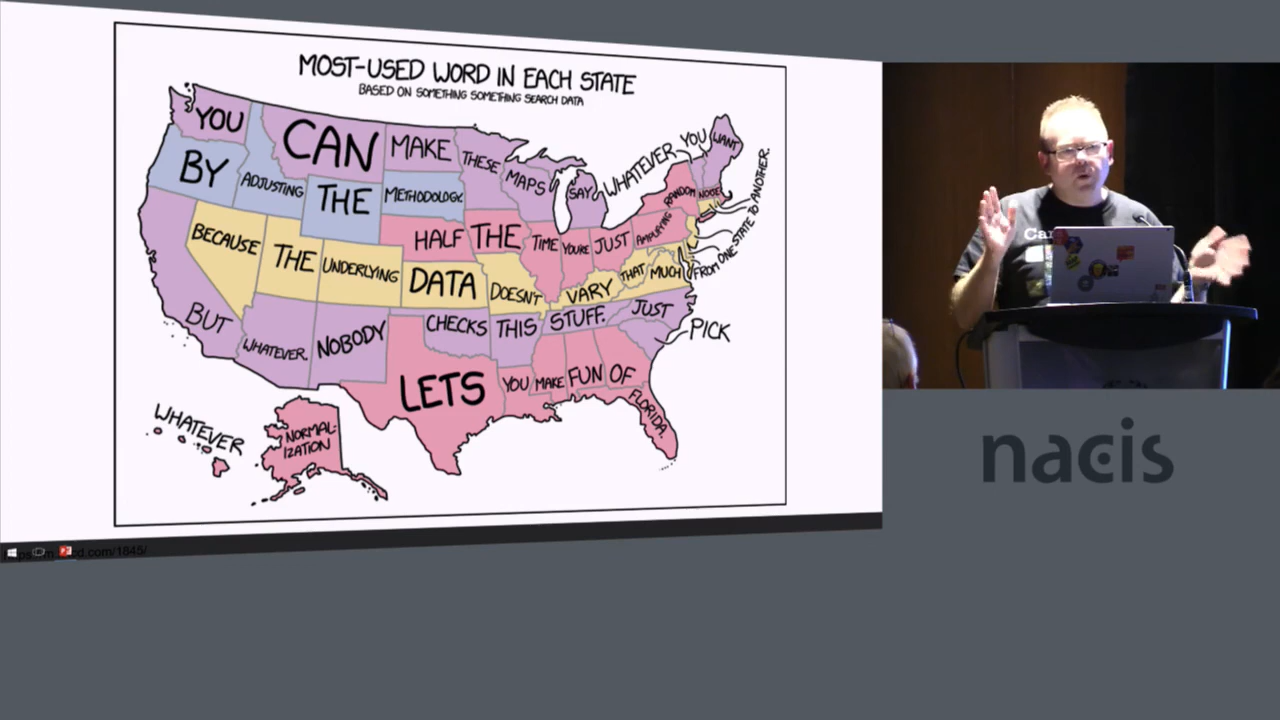 MOST-USED WORD IN EACH STATE
BASED ON SOMETHING SOMETHING SEARCH DATA
YOU CAN MAKE THESE MAPS SAY WHATEVER YOU WANT
BY ADJUSTING THE METHODOLOGY.
HALF THE TIME YOU'RE JUST AMPLIFYING RANDOM NOISE
BECAUSE THE UNDERLYING DATA DOESN'T VARY THAT MUCH FROM ONE STATE TO ANOTHER.
BUT WHATEVER. NOBODY CHECKS THIS STUFF. JUST PICK
WHATEVER NORMAL-
IZATION
LETS YOU MAKE FUN OF FLORIDA.
d.com/1845/
Ca
nacis